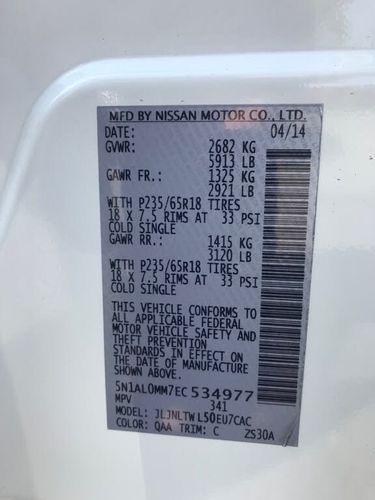 MFD BY NISSAN MOTOR CO., LTD.
DATE: 04/14
GVWR: 2682 KG
5913 LB
GAWR FR.: 1325 KG
2921 LB
WITH P235/65R18 TIRES
18 X 7.5 RIMS AT 33 PSI
COLD SINGLE
GAWR RR.: 1415 KG
3120 LB
WITH P235/65R18 TIRES
18 X 7.5 RIMS AT 33 PSI
COLD SINGLE
THIS VEHICLE CONFORMS TO
ALL APPLICABLE FEDERAL
MOTOR VEHICLE SAFETY AND
THEFT PREVENTION
STANDARDS IN EFFECT ON
THE DATE OF MANUFACTURE
SHOWN ABOVE.
5N1AL0MM7EC534977
MPV 341
MODEL: JLJNLTWL50EU7CAC
COLOR: QAA TRIM: C ZS30A